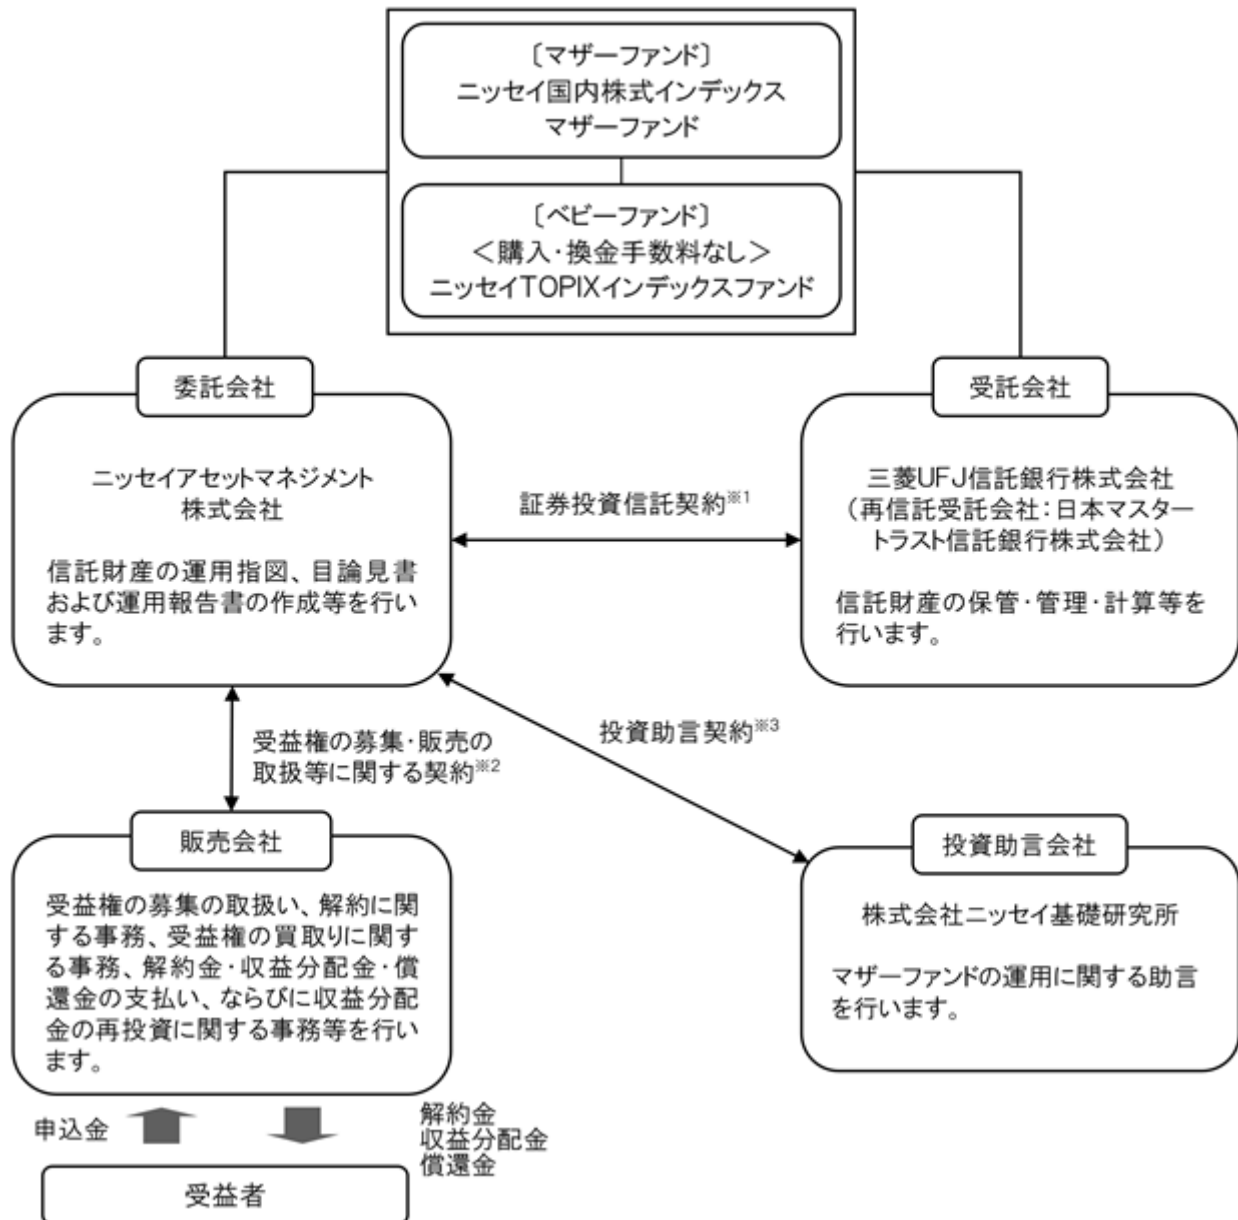 〔マザーファンド〕
ニッセイ国内株式インデックス
マザーファンド
〔ベビーファンド〕
＜購入・換金手数料なし＞
ニッセイTOPIXインデックスファンド
委託会社
ニッセイアセットマネジメント
株式会社
信託財産の運用指図、目論見書
および運用報告書の作成等を行い
ます。
証券投資信託契約※1
受託会社
三菱UFJ信託銀行株式会社
（再信託受託会社：日本マスター
トラスト信託銀行株式会社）
信託財産の保管・管理・計算等を
行います。
受益権の募集・販売の
取扱等に関する契約※2
投資助言契約※3
販売会社
受益権の募集の取扱い、解約に関
する事務、受益権の買取りに関す
る事務、解約金・収益分配金・償
還金の支払い、ならびに収益分配
金の再投資に関する事務等を行い
ます。
投資助言会社
株式会社ニッセイ基礎研究所
マザーファンドの運用に関する助言
を行います。
申込金
解約金
収益分配金
償還金
受益者